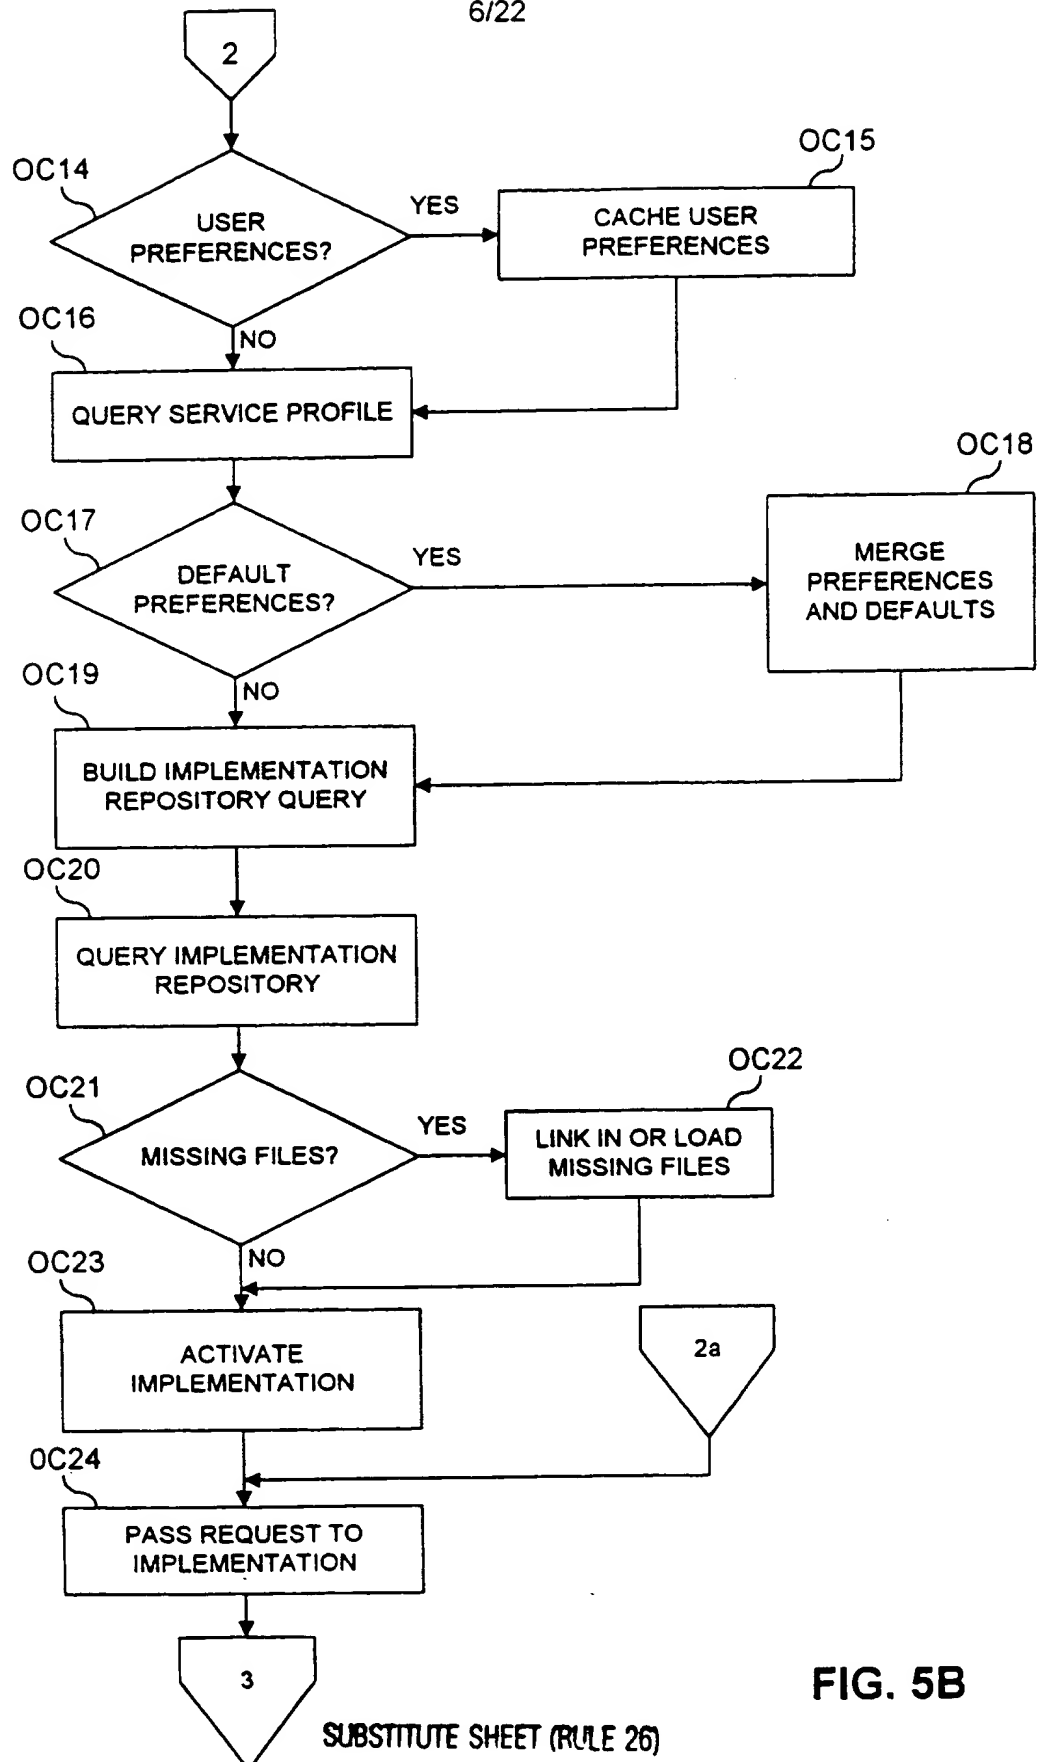 6/22
2
OC14
USER
PREFERENCES?
YES
OC15
CACHE USER
PREFERENCES
NO
OC16
QUERY SERVICE PROFILE
OC17
DEFAULT
PREFERENCES?
YES
OC18
MERGE
PREFERENCES
AND DEFAULTS
NO
OC19
BUILD IMPLEMENTATION
REPOSITORY QUERY
OC20
QUERY IMPLEMENTATION
REPOSITORY
OC21
MISSING FILES?
YES
OC22
LINK IN OR LOAD
MISSING FILES
NO
OC23
ACTIVATE
IMPLEMENTATION
2a
OC24
PASS REQUEST TO
IMPLEMENTATION
3
FIG. 5B
SUBSTITUTE SHEET (RULE 26)